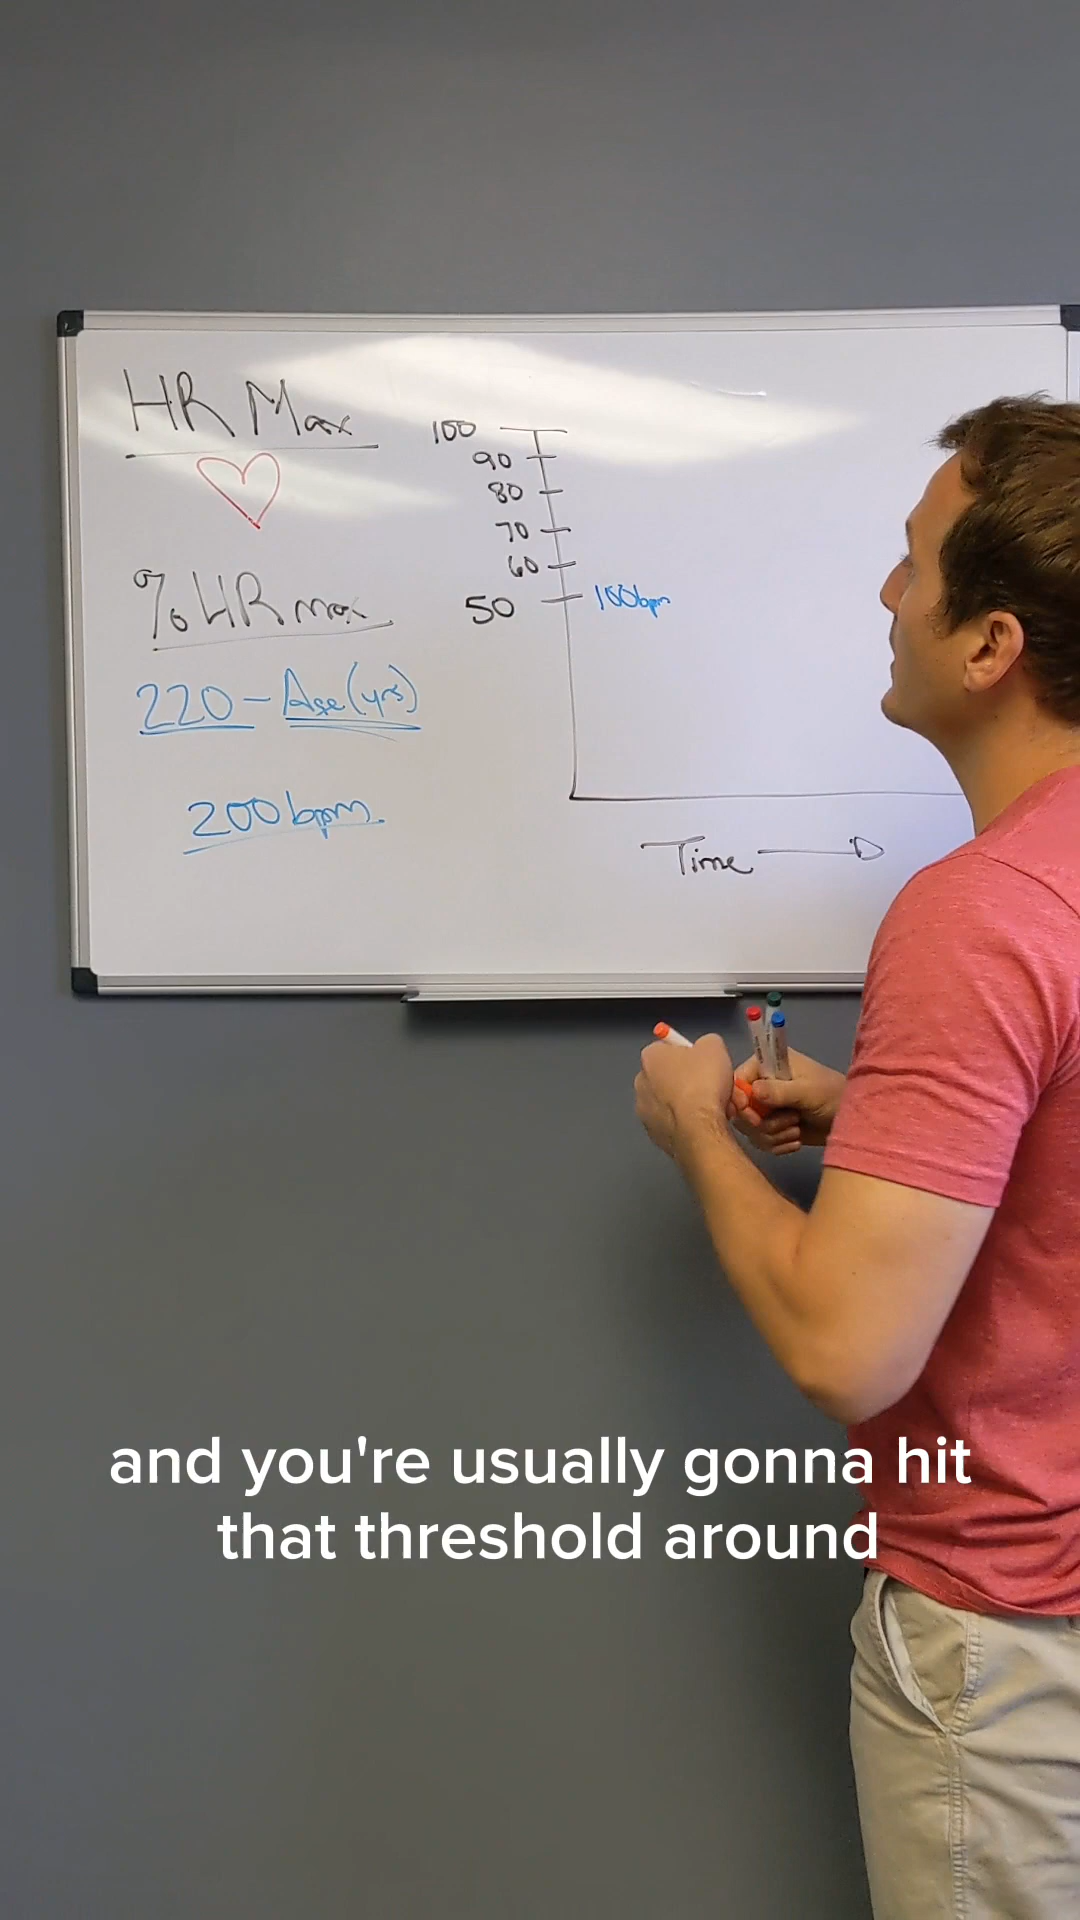 HR Max
% HR max
220 - Age (yrs)
200 bpm.
100
90
80
70
60
50
100bpm
Time
and you're usually gonna hit
that threshold around